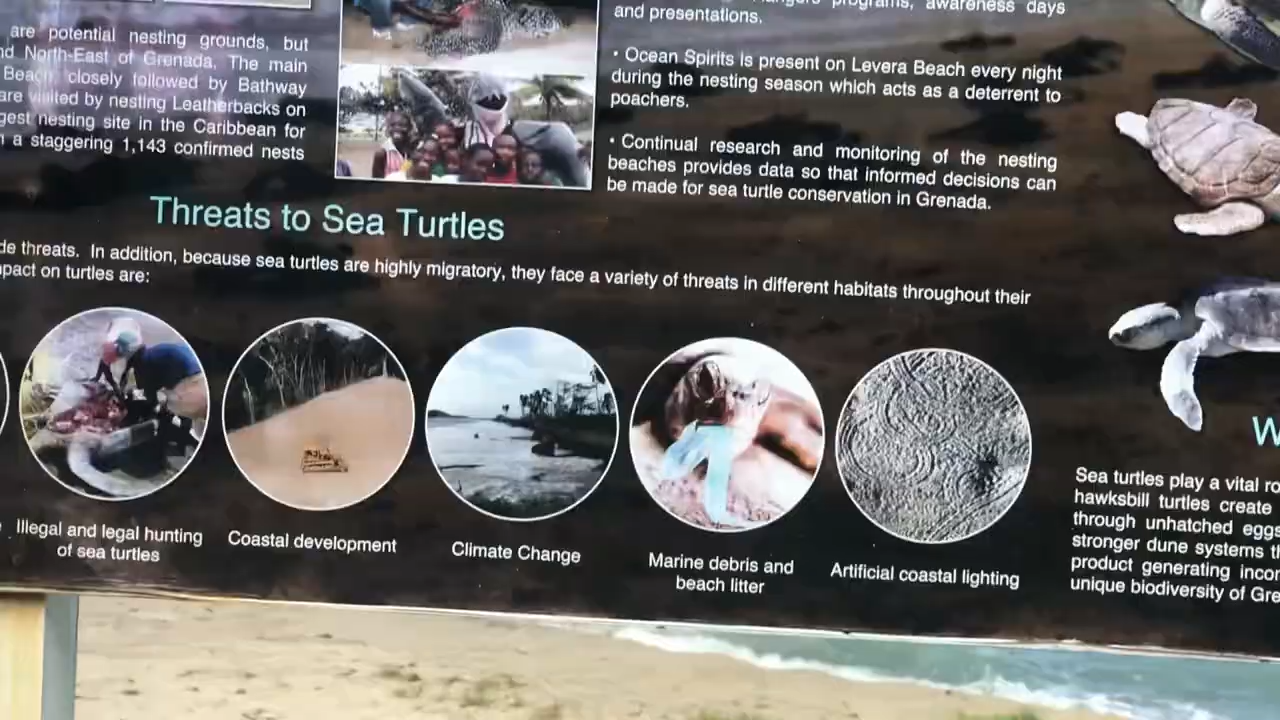 are potential nesting grounds, but
North-East of Grenada. The main
Beach, closely followed by Bathway
are visited by nesting Leatherbacks on
nesting site in the Caribbean for
a staggering 1,143 confirmed nests
programs, awareness days
and presentations.
• Ocean Spirits is present on Levera Beach every night
during the nesting season which acts as a deterrent to
poachers.
• Continual research and monitoring of the nesting
beaches provides data so that informed decisions can
be made for sea turtle conservation in Grenada.
Threats to Sea Turtles
threats. In addition, because sea turtles are highly migratory, they face a variety of threats in different habitats throughout their
on turtles are:
Illegal and legal hunting
of sea turtles
Coastal development
Climate Change
Marine debris and
beach litter
Artificial coastal lighting
Sea turtles play a vital
hawksbill turtles create
through unhatched eggs
stronger dune systems
product generating
unique biodiversity of